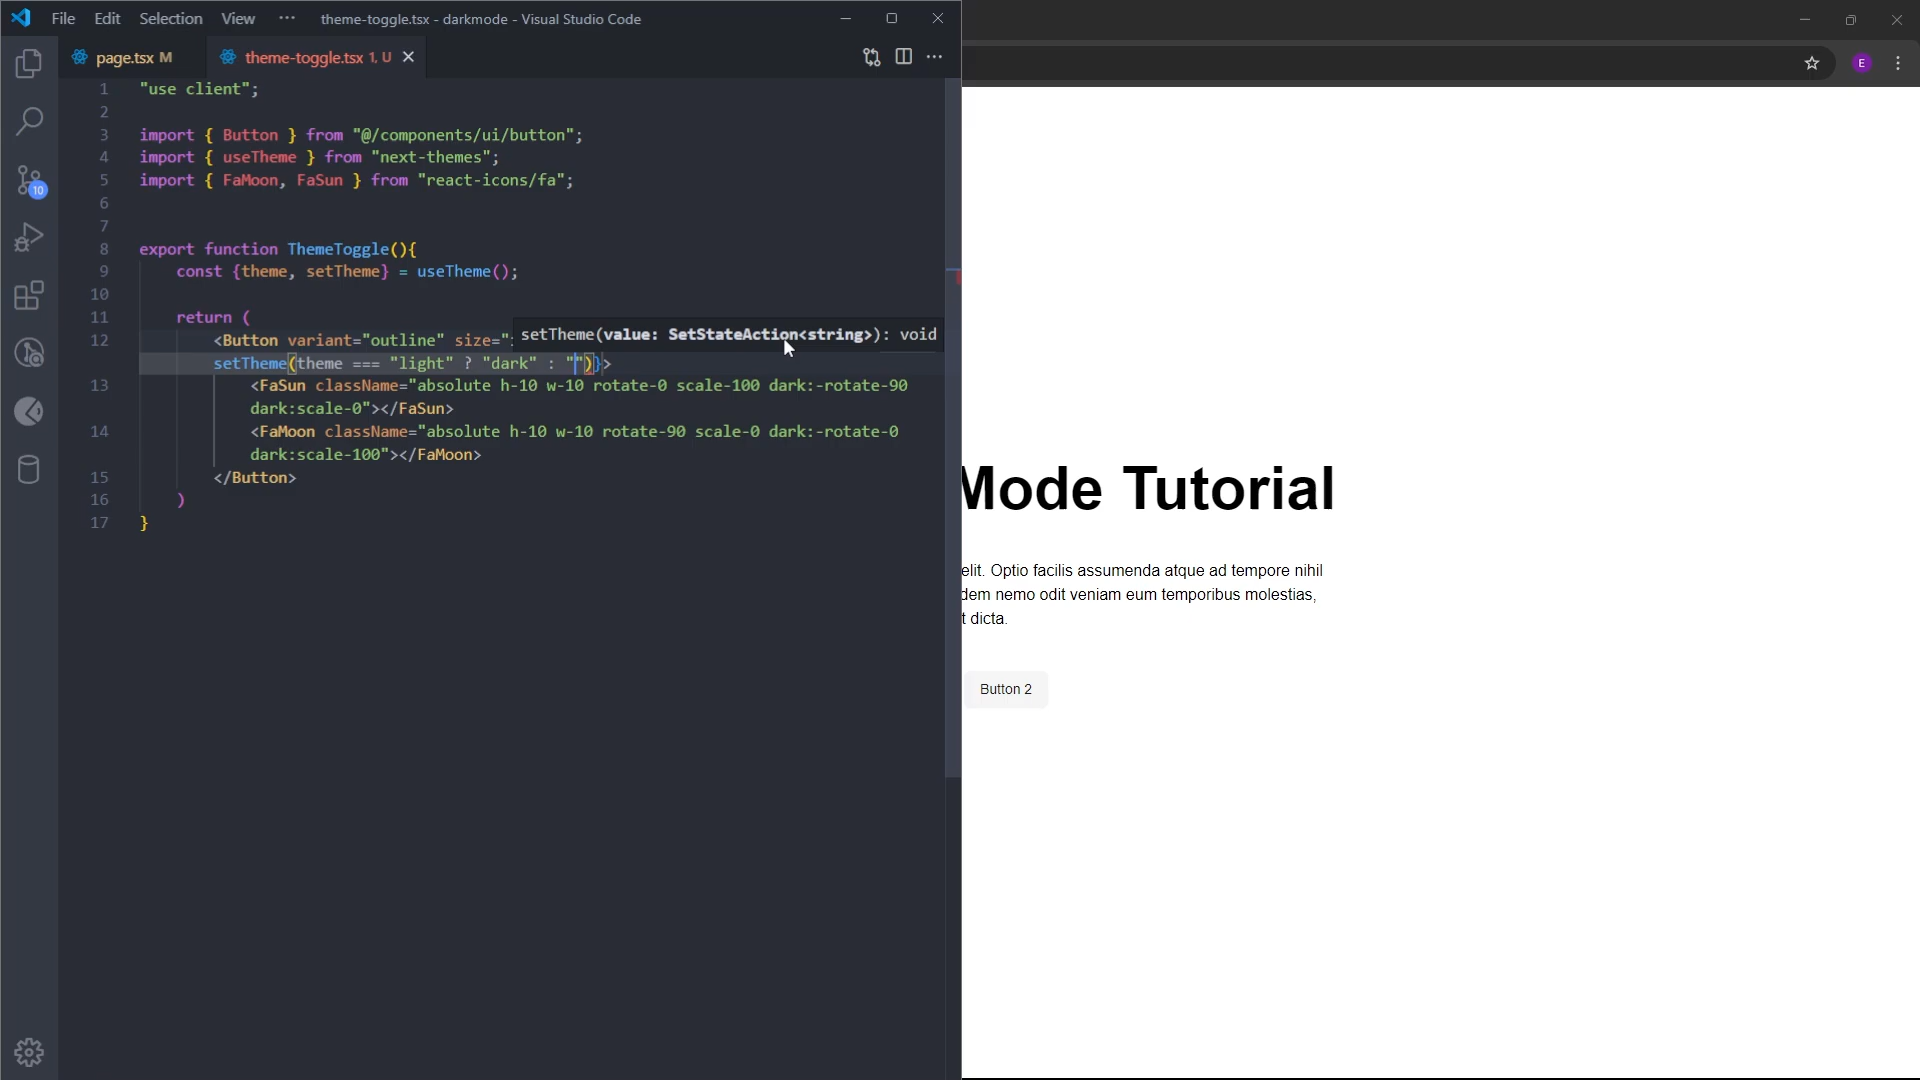 File Edit Selection View ··· theme-toggle.tsx - darkmode - Visual Studio Code
page.tsx M theme-toggle.tsx 1, U
E
10
1 "use client";
2
3 import { Button } from "@/components/ui/button";
4 import { useTheme } from "next-themes";
5 import { FaMoon, FaSun } from "react-icons/fa";
6
7
8 export function ThemeToggle(){
9 const {theme, setTheme} = useTheme();
10
11 return (
12 <Button variant="outline" size="
setTheme(value: SetStateAction<string>): void
setTheme(theme === "light" ? "dark" : "")}>
13 <FaSun className="absolute h-10 w-10 rotate-0 scale-100 dark:-rotate-90
dark:scale-0"></FaSun>
14 <FaMoon className="absolute h-10 w-10 rotate-90 scale-0 dark:-rotate-0
dark:scale-100"></FaMoon>
15 </Button>
16 )
17 }
Mode Tutorial
elit. Optio facilis assumenda atque ad tempore nihil
dem nemo odit veniam eum temporibus molestias,
t dicta.
Button 2